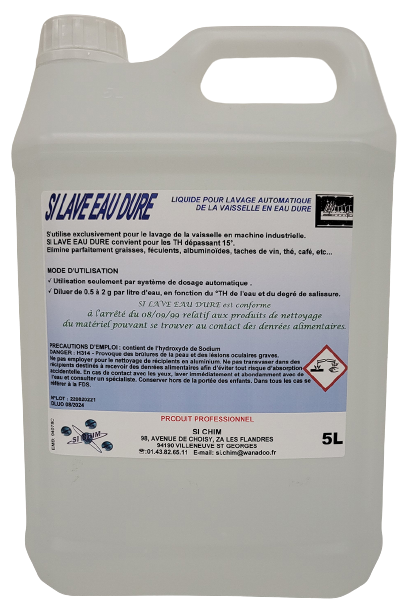 SI LAVE EAU DURE
LIQUIDE POUR LAVAGE AUTOMATIQUE
DE LA VAISSELLE EN EAU DURE
S'utilise exclusivement pour le lavage de la vaisselle en machine industrielle.
SI LAVE EAU DURE convient pour les TH dépassant 15°.
Elimine parfaitement graisses, féculents, albuminoïdes, taches de vin, thé, café, etc...
MODE D'UTILISATION
✓ Utilisation seulement par système de dosage automatique .
✓ Diluer de 0.5 à 2 g par litre d'eau, en fonction du °TH de l'eau et du degré de salissure.
SI LAVE EAU DURE est conforme
à l'arrêté du 08/09/99 relatif aux produits de nettoyage
du matériel pouvant se trouver au contact des denrées alimentaires.
PRECAUTIONS D'EMPLOI : contient de l'hydroxyde de Sodium
DANGER : H314 - Provoque des brûlures de la peau et des lésions oculaires graves.
Ne pas employer pour le nettoyage de récipients en aluminium. Ne pas transvaser dans des
récipients destinés à recevoir des denrées alimentaires afin d'éviter tout risque d'absorption
accidentelle. En cas de contact avec les yeux, laver immédiatement et abondamment avec de
l'eau et consulter un spécialiste. Conserver hors de la portée des enfants. Dans tous les cas se
référer à la FDS.
N°LOT : 220820221
DLUO 08/2024
PRODUIT PROFESSIONNEL
SI CHIM
SI CHIM
98, AVENUE DE CHOISY, ZA LES FLANDRES
94190 VILLENEUVE ST GEORGES
☎:01.43.82.65.11 E-mail: si.chim@wanadoo.fr
5L